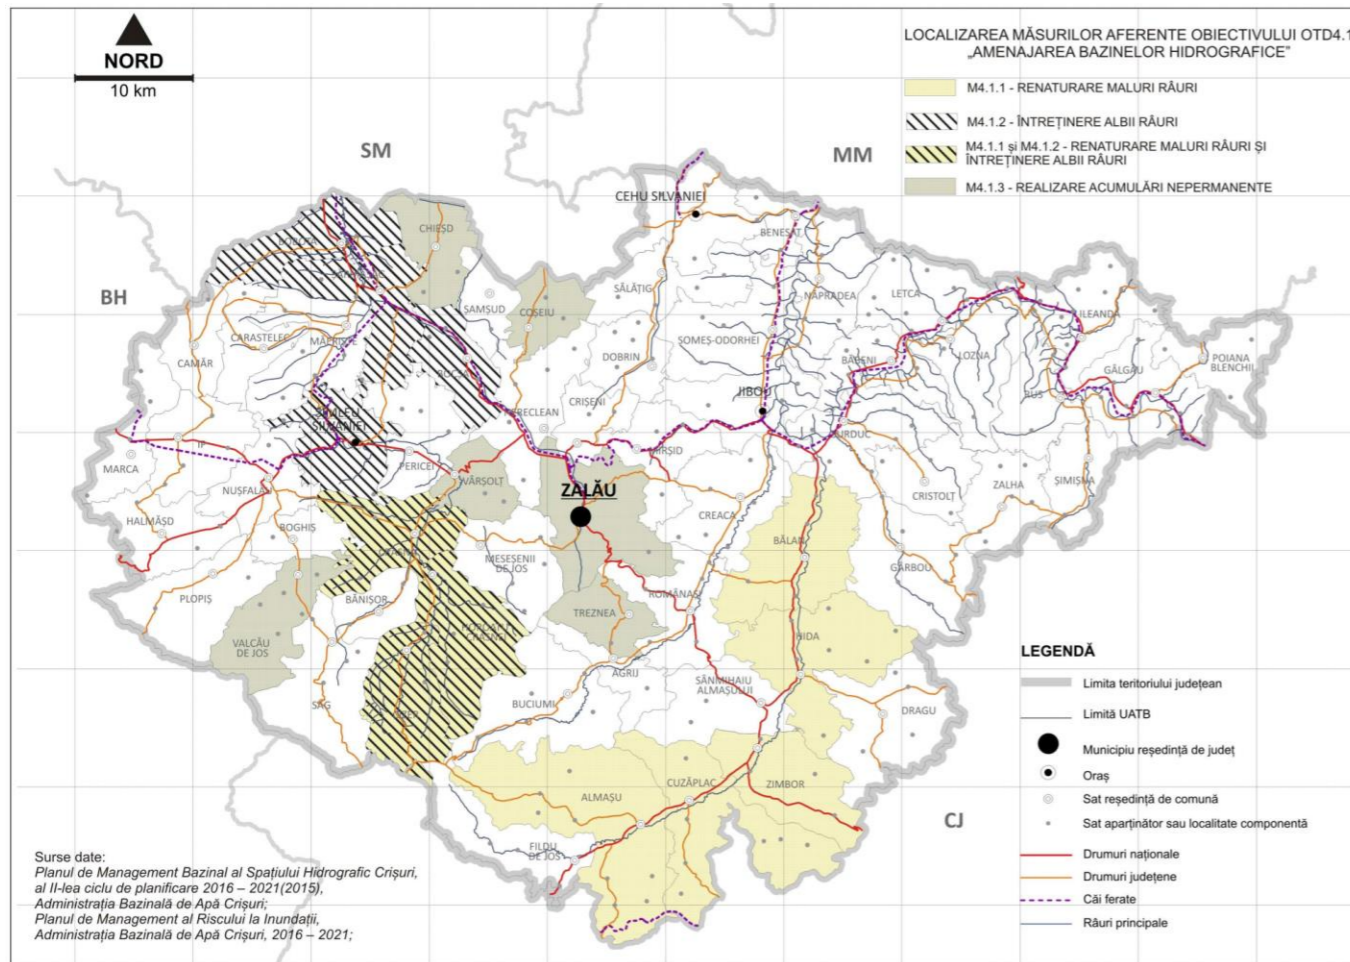 NORD
10 km
LOCALIZAREA MĂSURILOR AFERENTE OBIECTIVULUI OTD4.1
„AMENAJAREA BAZINELOR HIDROGRAFICE”
M4.1.1 - RENATURARE MALURI RÂURI
M4.1.2 - ÎNTREȚINERE ALBII RÂURI
M4.1.1 și M4.1.2 - RENATURARE MALURI RÂURI ȘI
ÎNTREȚINERE ALBII RÂURI
M4.1.3 - REALIZARE ACUMULĂRI NEPERMANENTE
SM
MM
BH
CJ
CEHU SILVANIEI
BENESAT
CHIEȘD
SĂLĂȚIG
NĂPRADEA
LETCA
ILEANDA
ȘAMȘUD
COȘEIU
CARASTELEC
CAMĂR
DOBRIN
ȘOMEȘ-ODORHEI
BĂBENI
LOZNA
GÂLGĂU
POIANA
BLENCHII
RUS
JIBOU
CRIȘENI
SILVANIEI
MARCA
IP
PERICEI
VÂRȘOLȚ
NUȘFALĂU
ZALĂU
CREACA
CRISTOLȚ
ZALHA
ȘIMIȘNA
HALMĂȘD
BOGHIȘ
MESEȘENII
DE JOS
BĂLAN
GÂRBOU
PLOPIȘ
BĂNIȘOR
TREZNEA
ROMÂNAȘI
HIDA
VALCĂU
DE JOS
AGRIJ
SÂNMIHAIU
ALMAȘULUI
SÂG
BUCIUMI
DRAGU
ALMAȘU
CUZĂPLAC
ZIMBOR
FILDU
DE JOS
LEGENDĂ
Limita teritoriului județean
Limită UATB
Municipiu reședință de județ
Oraș
Sat reședință de comună
Sat aparținător sau localitate componentă
Drumuri naționale
Drumuri județene
Căi ferate
Râuri principale
Surse date:
Planul de Management Bazinal al Spațiului Hidrografic Crișuri,
al II-lea ciclu de planificare 2016 – 2021(2015),
Administrația Bazinală de Apă Crișuri;
Planul de Management al Riscului la Inundații,
Administrația Bazinală de Apă Crișuri, 2016 – 2021;